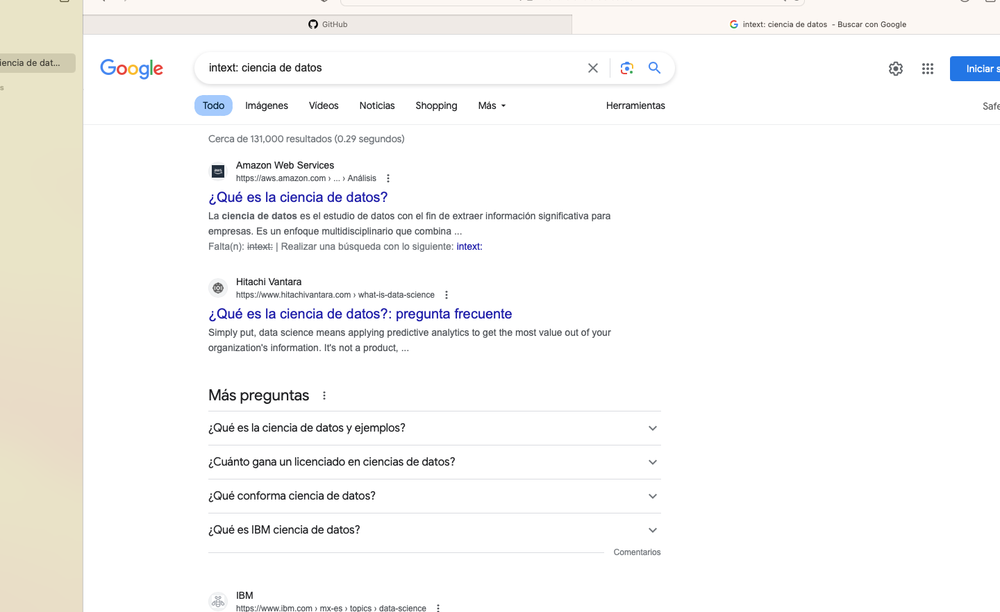 GitHub
intext: ciencia de datos - Buscar con Google
iencia de dat...
s
Google
intext: ciencia de datos
Iniciar s
Todo
Imágenes
Vídeos
Noticias
Shopping
Más
Herramientas
Safe
Cerca de 131,000 resultados (0.29 segundos)
aws
Amazon Web Services
https://aws.amazon.com › ... › Análisis
¿Qué es la ciencia de datos?
La ciencia de datos es el estudio de datos con el fin de extraer información significativa para
empresas. Es un enfoque multidisciplinario que combina ...
Falta(n): intext: | Realizar una búsqueda con lo siguiente: intext:
Hitachi Vantara
https://www.hitachivantara.com › what-is-data-science
¿Qué es la ciencia de datos?: pregunta frecuente
Simply put, data science means applying predictive analytics to get the most value out of your
organization's information. It's not a product, ...
Más preguntas
¿Qué es la ciencia de datos y ejemplos?
¿Cuánto gana un licenciado en ciencias de datos?
¿Qué conforma ciencia de datos?
¿Qué es IBM ciencia de datos?
Comentarios
IBM
https://www.ibm.com › mx-es › topics › data-science